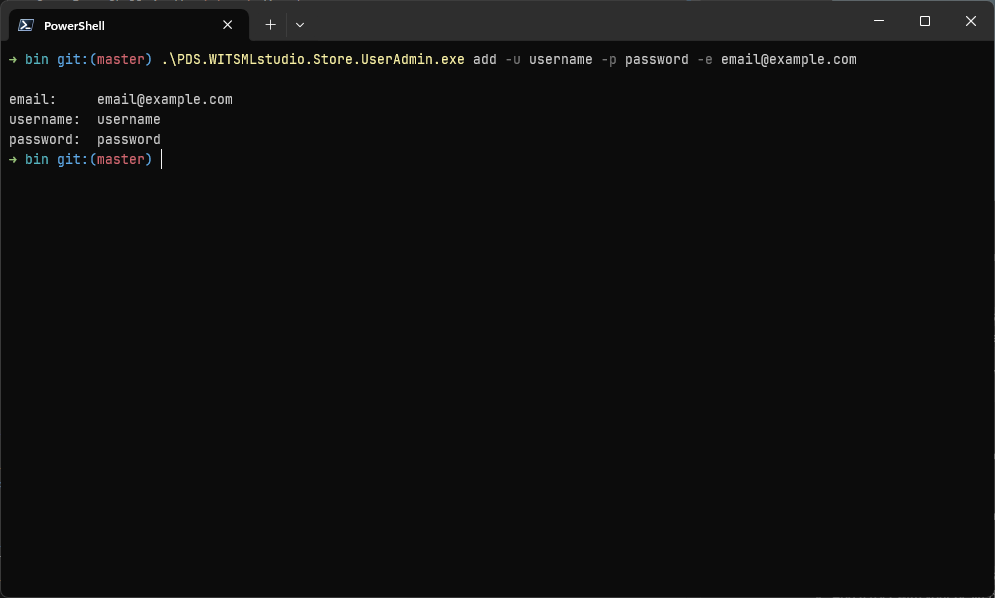 PowerShell
→ bin git:(master) .\PDS.WITSMLstudio.Store.UserAdmin.exe add -u username -p password -e email@example.com
email: email@example.com
username: username
password: password
→ bin git:(master)